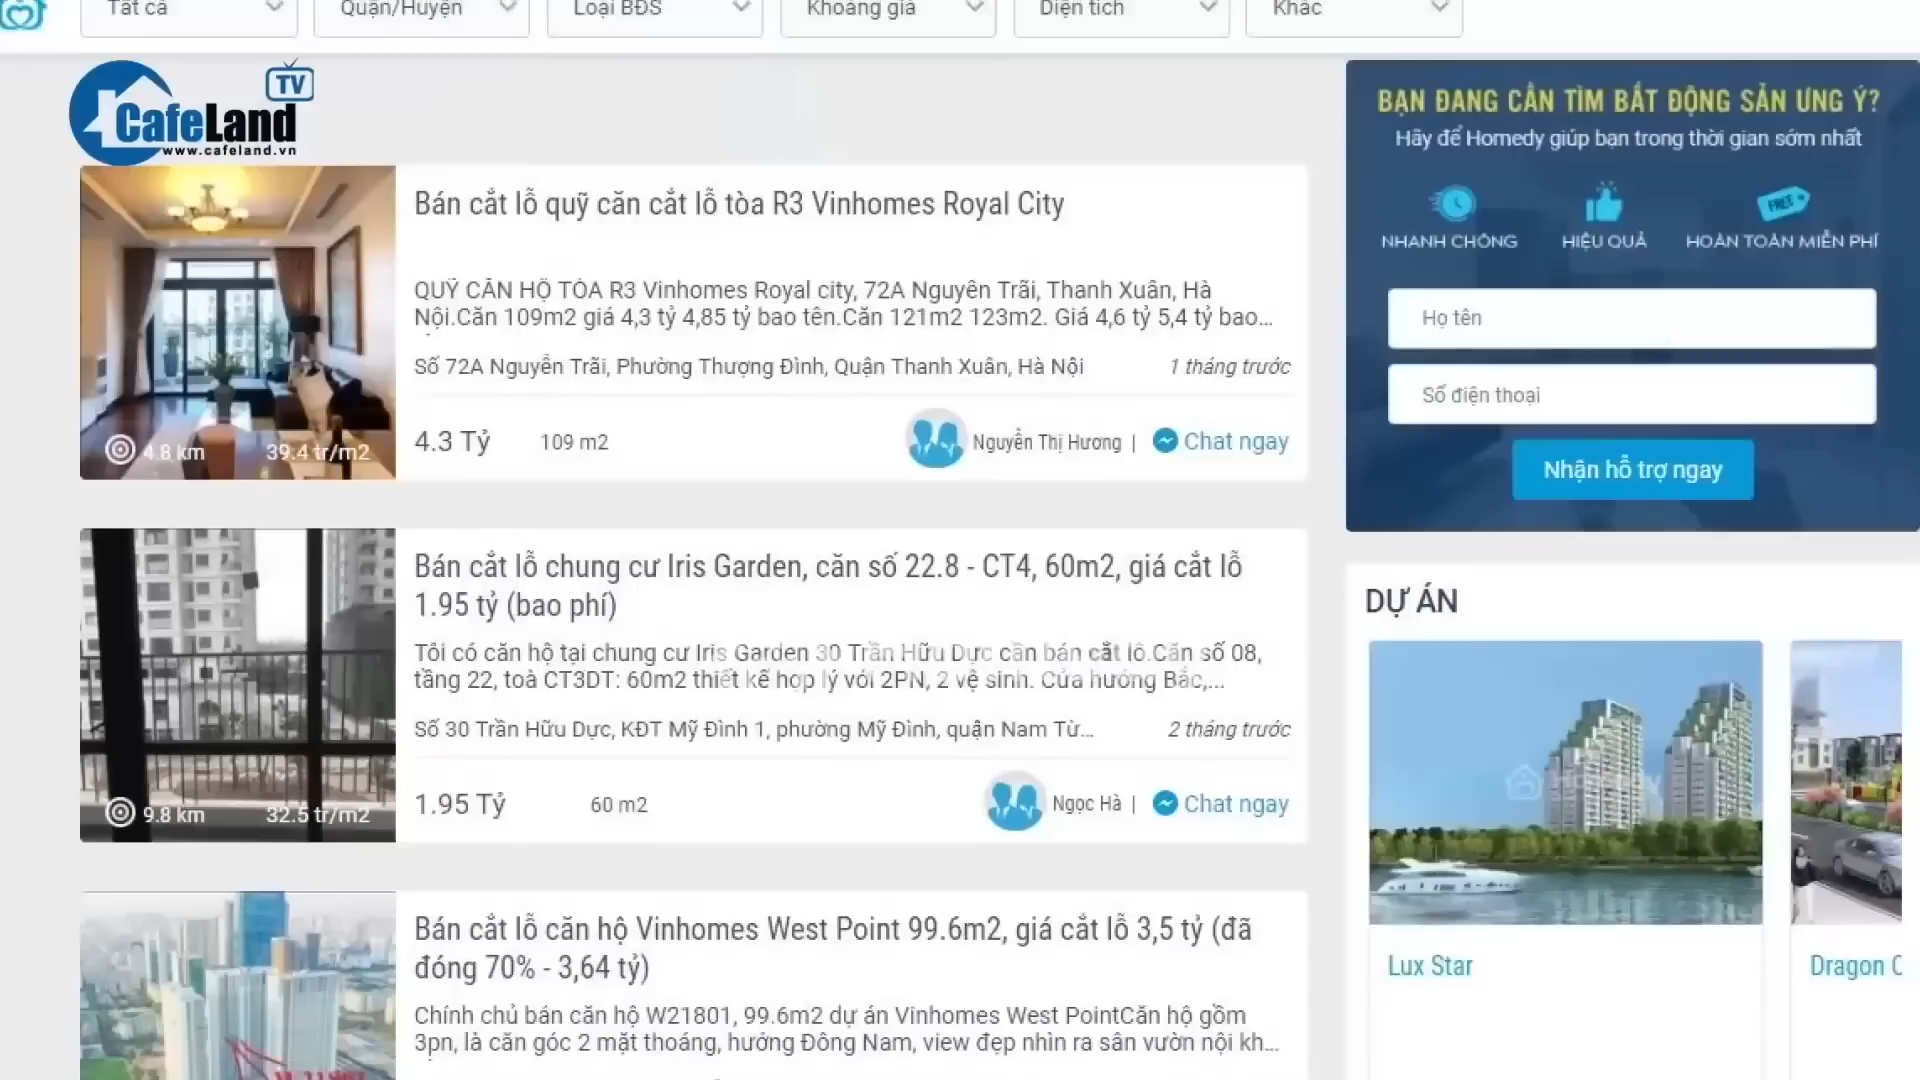 Tất cả
Quận/Huyện
Loại BĐS
Khoảng giá
Diện tích
Khác
TV
CafeLand
www.cafeland.vn
Bán cắt lỗ quỹ căn cắt lỗ tòa R3 Vinhomes Royal City
QUỸ CĂN HỘ TÒA R3 Vinhomes Royal city, 72A Nguyễn Trãi, Thanh Xuân, Hà
Nội.Căn 109m2 giá 4,3 tỷ 4,85 tỷ bao tên.Căn 121m2 123m2. Giá 4,6 tỷ 5,4 tỷ bao...
Số 72A Nguyễn Trãi, Phường Thượng Đình, Quận Thanh Xuân, Hà Nội
1 tháng trước
4.8 km
39.4 tr/m2
4.3 Tỷ
109 m2
Nguyễn Thị Hương |
Chat ngay
Bán cắt lỗ chung cư Iris Garden, căn số 22.8 - CT4, 60m2, giá cắt lỗ
1.95 tỷ (bao phí)
Tôi có căn hộ tại chung cư Iris Garden 30 Trần Hữu Dực cần bán cắt lỗ.Căn số 08,
tầng 22, toà CT3DT: 60m2 thiết kế hợp lý với 2PN, 2 vệ sinh. Cửa hướng Bắc,...
Số 30 Trần Hữu Dực, KĐT Mỹ Đình 1, phường Mỹ Đình, quận Nam Từ...
2 tháng trước
9.8 km
32.5 tr/m2
1.95 Tỷ
60 m2
Ngọc Hà |
Chat ngay
Bán cắt lỗ căn hộ Vinhomes West Point 99.6m2, giá cắt lỗ 3,5 tỷ (đã
đóng 70% - 3,64 tỷ)
Chính chủ bán căn hộ W21801, 99.6m2 dự án Vinhomes West PointCăn hộ gồm
3pn, là căn góc 2 mặt thoáng, hướng Đông Nam, view đẹp nhìn ra sân vườn nội kh...
BẠN ĐANG CẦN TÌM BẤT ĐỘNG SẢN ƯNG Ý?
Hãy để Homedy giúp bạn trong thời gian sớm nhất
FREE
NHANH CHÓNG
HIỆU QUẢ
HOÀN TOÀN MIỄN PHÍ
Họ tên
Số điện thoại
Nhận hỗ trợ ngay
DỰ ÁN
Lux Star
Dragon C